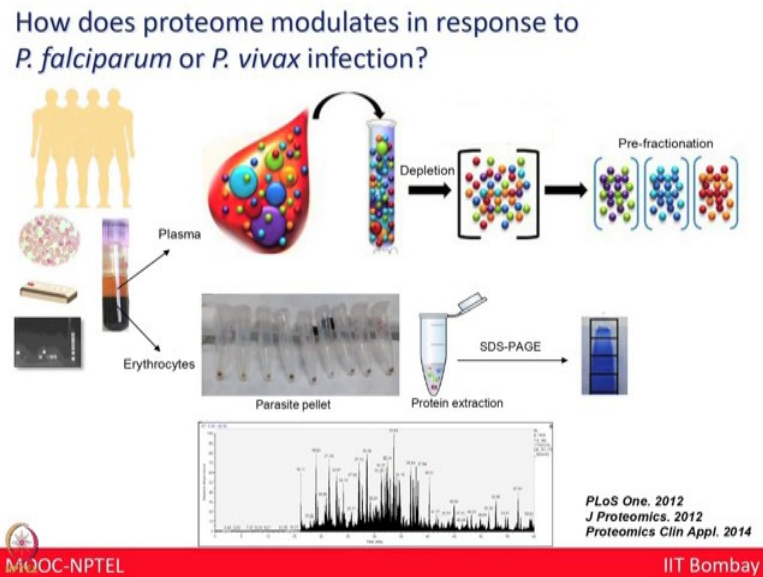 How does proteome modulates in response to
P. falciparum or P. vivax infection?
Pre-fractionation
Depletion
Plasma
SDS-PAGE
Erythrocytes
Parasite pellet
Protein extraction
PLoS One. 2012
J Proteomics. 2012
Proteomics Clin Appl. 2014
MOOC-NPTEL
IIT Bombay